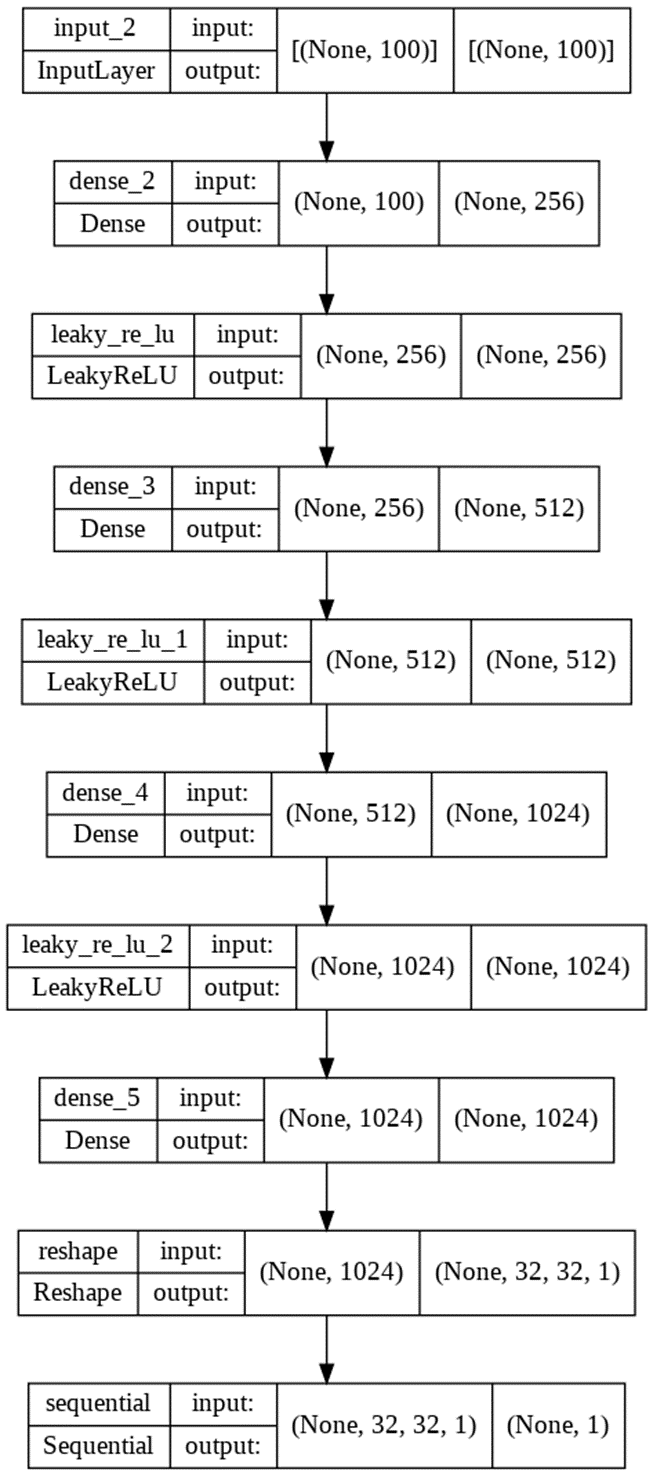 input_2 input: [(None, 100)] [(None, 100)]
InputLayer output:
dense_2 input: (None, 100) (None, 256)
Dense output:
leaky_re_lu input: (None, 256) (None, 256)
LeakyReLU output:
dense_3 input: (None, 256) (None, 512)
Dense output:
leaky_re_lu_1 input: (None, 512) (None, 512)
LeakyReLU output:
dense_4 input: (None, 512) (None, 1024)
Dense output:
leaky_re_lu_2 input: (None, 1024) (None, 1024)
LeakyReLU output:
dense_5 input: (None, 1024) (None, 1024)
Dense output:
reshape input: (None, 1024) (None, 32, 32, 1)
Reshape output:
sequential input: (None, 32, 32, 1) (None, 1)
Sequential output: